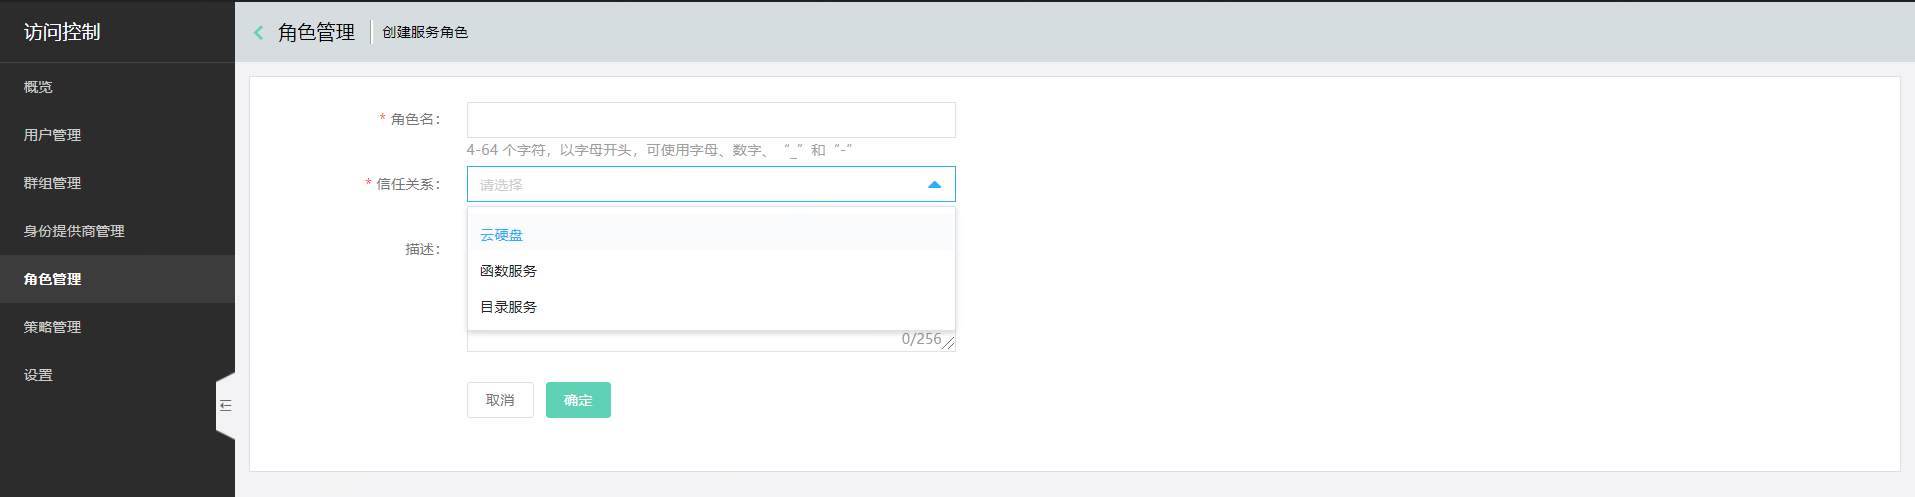 访问控制
概览
用户管理
群组管理
身份提供商管理
角色管理
策略管理
设置
角色管理 创建服务角色
* 角色名：
4-64 个字符，以字母开头，可使用字母、数字、“_”和“-”
* 信任关系： 请选择
云硬盘
描述：
函数服务
目录服务
0/256
取消 确定